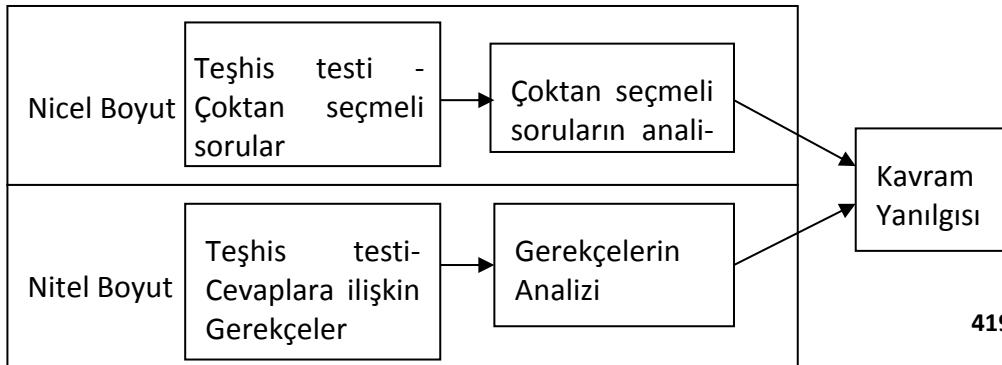 Nicel Boyut
Teşhis testi -
Çoktan seçmeli
sorular
Çoktan seçmeli
soruların anali-
Kavram
Yanılgısı
Nitel Boyut
Teşhis testi-
Cevaplara ilişkin
Gerekçeler
Gerekçelerin
Analizi
419